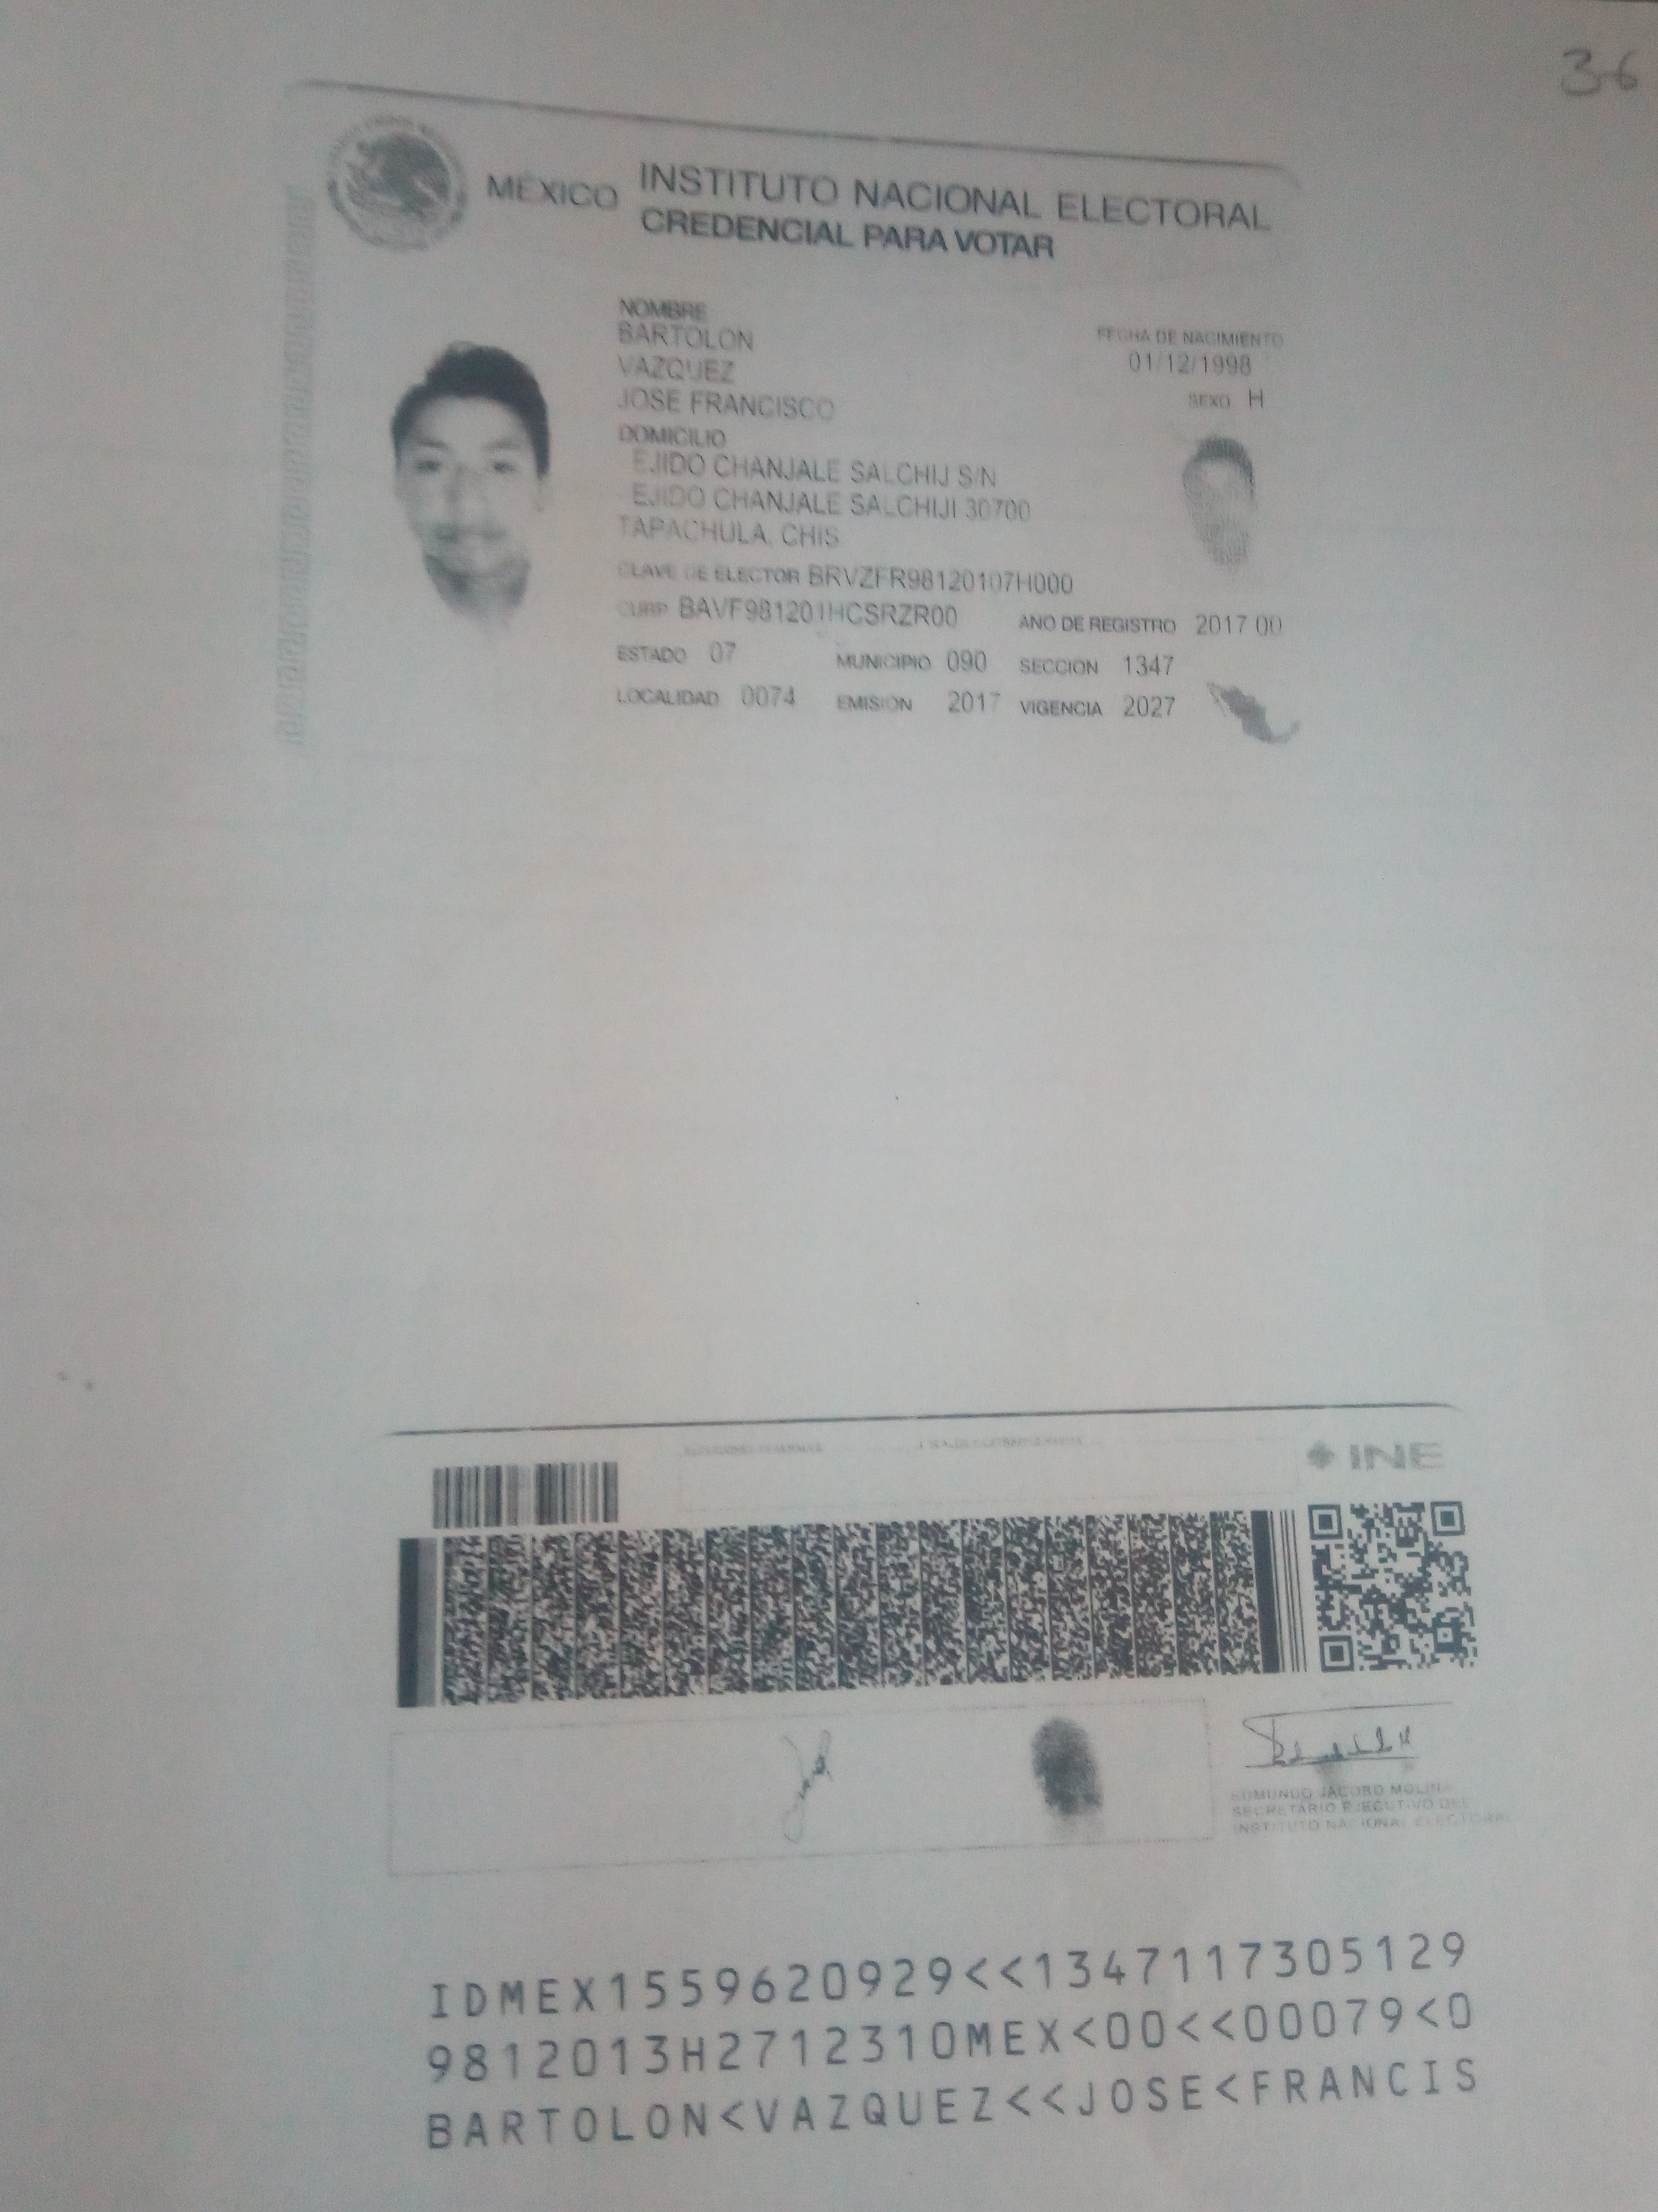 36
MÉXICO INSTITUTO NACIONAL ELECTORAL
CREDENCIAL PARA VOTAR
NOMBRE
BARTOLON
VAZQUEZ
JOSE FRANCISCO
FECHA DE NACIMIENTO
01/12/1998
SEXO H
DOMICILIO
EJIDO CHANJALE SALCHIJ S/N
EJIDO CHANJALE SALCHIJI 30700
TAPACHULA, CHIS
CLAVE DE ELECTOR BRVZFR98120107H000
CURP BAVF981201HCSRZR00 AÑO DE REGISTRO 2017 00
ESTADO 07 MUNICIPIO 090 SECCIÓN 1347
LOCALIDAD 0074 EMISIÓN 2017 VIGENCIA 2027
INE
EDMUNDO JACOBO MOLINA
SECRETARIO EJECUTIVO DEL
INSTITUTO NACIONAL ELECTORAL
IDMEX1559620929<<1347117305129
9812013H2712310MEX<00<<00079<0
BARTOLON<VAZQUEZ<<JOSE<FRANCIS